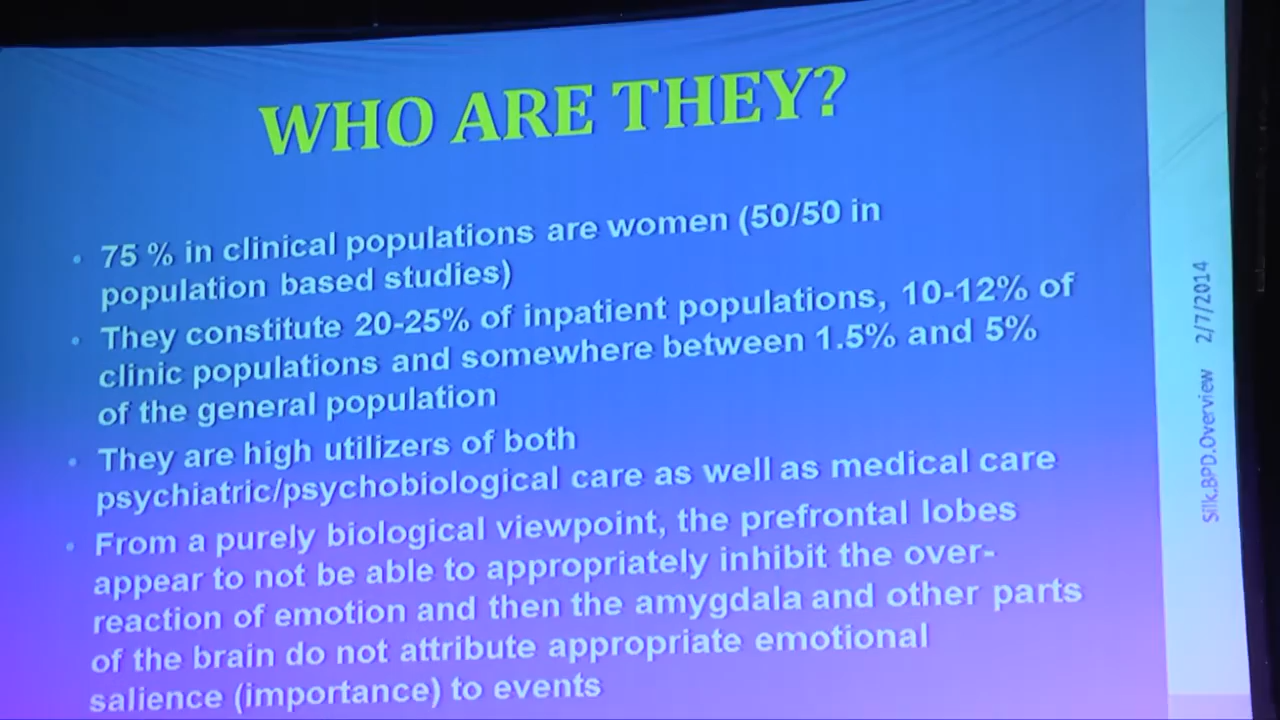 WHO ARE THEY?
• 75 % in clinical populations are women (50/50 in
population based studies)
• They constitute 20-25% of inpatient populations, 10-12% of
clinic populations and somewhere between 1.5% and 5%
of the general population
• They are high utilizers of both
psychiatric/psychobiological care as well as medical care
• From a purely biological viewpoint, the prefrontal lobes
appear to not be able to appropriately inhibit the over-
reaction of emotion and then the amygdala and other parts
of the brain do not attribute appropriate emotional
salience (importance) to events
Silk.BPD.Overview 2/7/2014